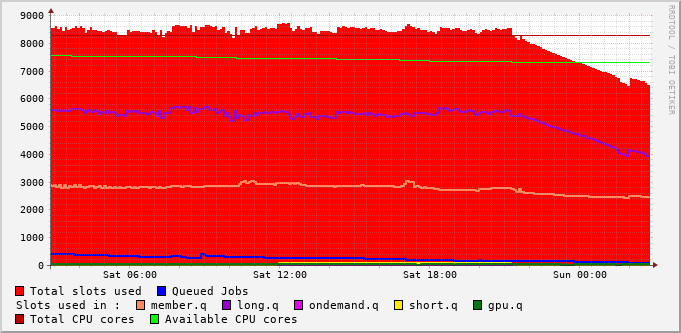 9000
8000
7000
6000
5000
4000
3000
2000
1000
0
Sat 06:00 Sat 12:00 Sat 18:00 Sun 00:00
RRDTOOL / TOBI OETIKER
Total slots used Queued Jobs
Slots used in : member.q long.q ondemand.q short.q gpu.q
Total CPU cores Available CPU cores